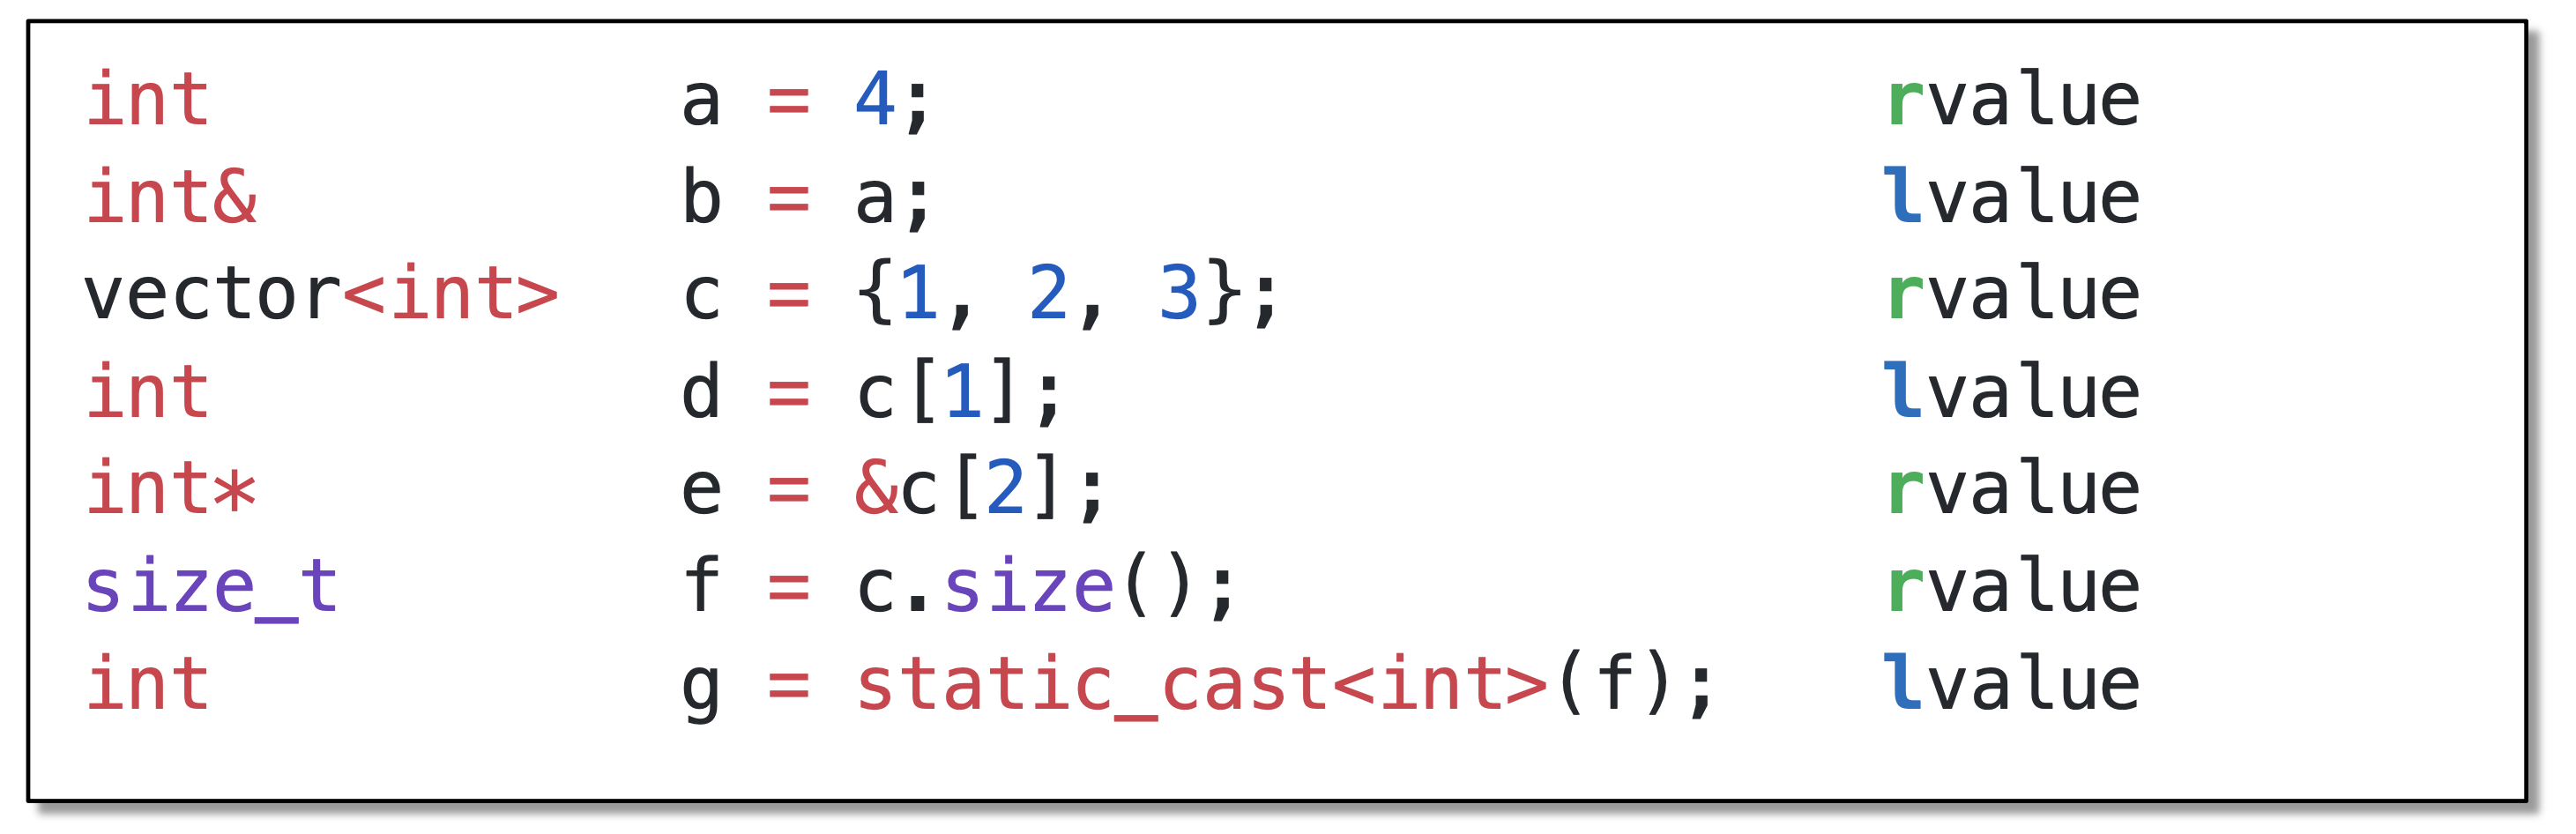 int a = 4; rvalue
int& b = a; lvalue
vector<int> c = {1, 2, 3}; rvalue
int d = c[1]; lvalue
int* e = &c[2]; rvalue
size_t f = c.size(); rvalue
int g = static_cast<int>(f); lvalue